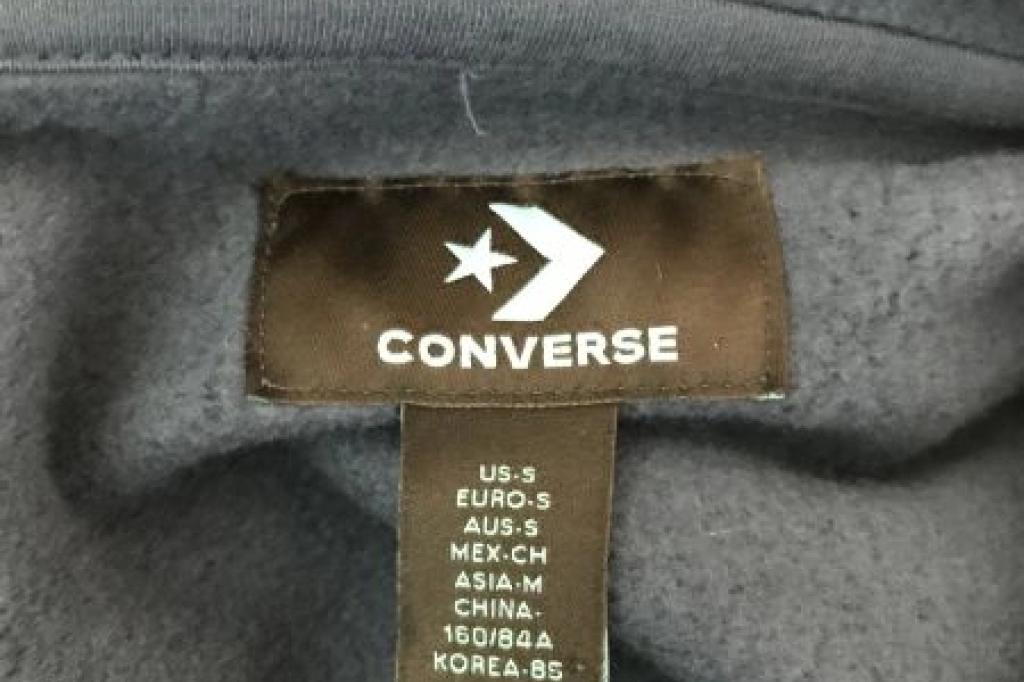 CONVERSE
US-S
EURO-S
AUS-S
MEX-CH
ASIA-M
CHINA-
160/84A
KOREA-85